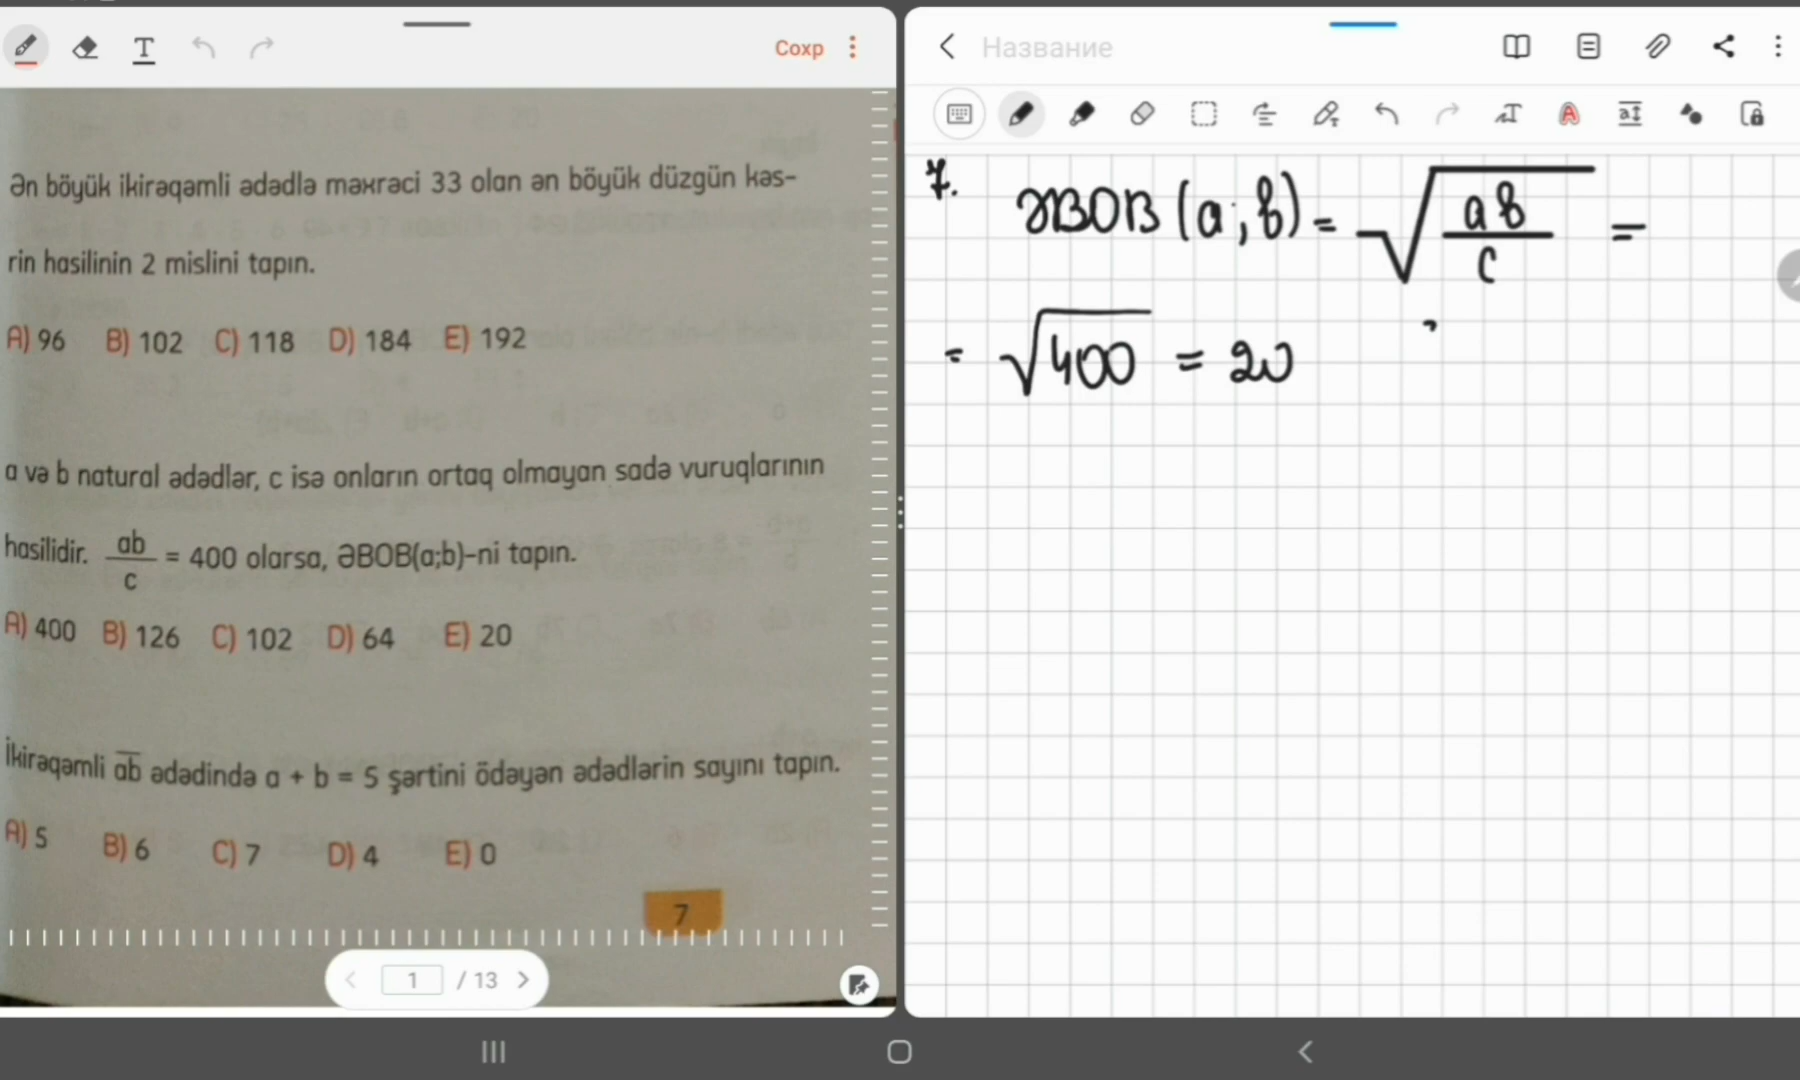 Сохр
Ən böyük ikirəqəmli ədədlə məxrəci 33 olan ən böyük düzgün kəs-
rin hasilinin 2 mislini tapın.
A) 96 B) 102 C) 118 D) 184 E) 192
a və b natural ədədlər, c isə onların ortaq olmayan sadə vuruqlarının
hasilidir. ab/c = 400 olarsa, ƏBOB(a;b)-ni tapın.
A) 400 B) 126 C) 102 D) 64 E) 20
İkirəqəmli a̅b̅ ədədində a + b = 5 şərtini ödəyən ədədlərin sayını tapın.
A) 5 B) 6 C) 7 D) 4 E) 0
7
1 / 13
Название
7. ƏBOB (a; b) = √(ab/c) =
= √400 = 20